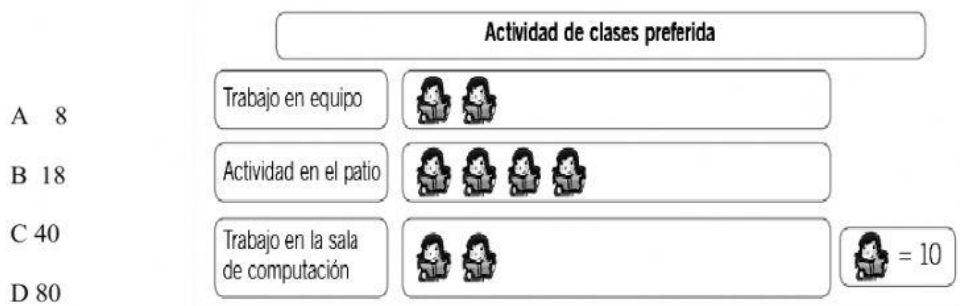 Actividad de clases preferida
A 8
B 18
C 40
D 80
Trabajo en equipo
Actividad en el patio
Trabajo en la sala
de computación
= 10